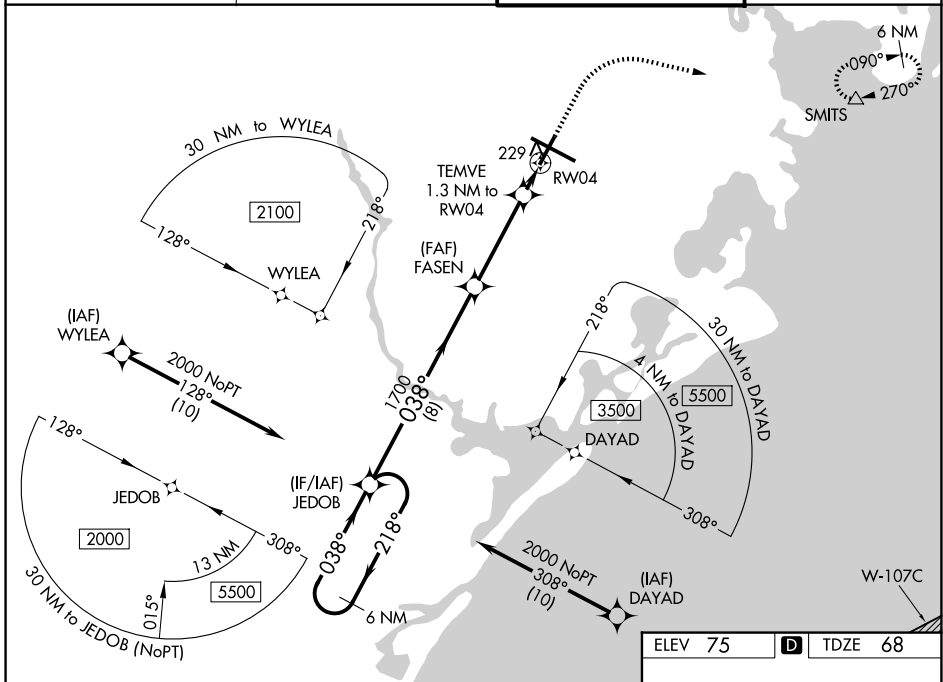 6 NM
090°
270°
SMITS
30 NM to WYLEA
229
RW04
TEMVE
1.3 NM to
RW04
2100
218°
128°
WYLEA
(FAF)
FASEN
(IAF)
WYLEA
2000 NoPT
128°
(10)
1700
038°
(8)
218°
30 NM to DAYAD
4 NM to DAYAD
5500
3500
DAYAD
308°
128°
JEDOB
(IF/IAF)
JEDOB
2000
13 NM
308°
5500
015°
30 NM to JEDOB (NoPT)
038°
218°
6 NM
2000 NoPT
308°
(10)
(IAF)
DAYAD
W-107C
ELEV 75 D TDZE 68